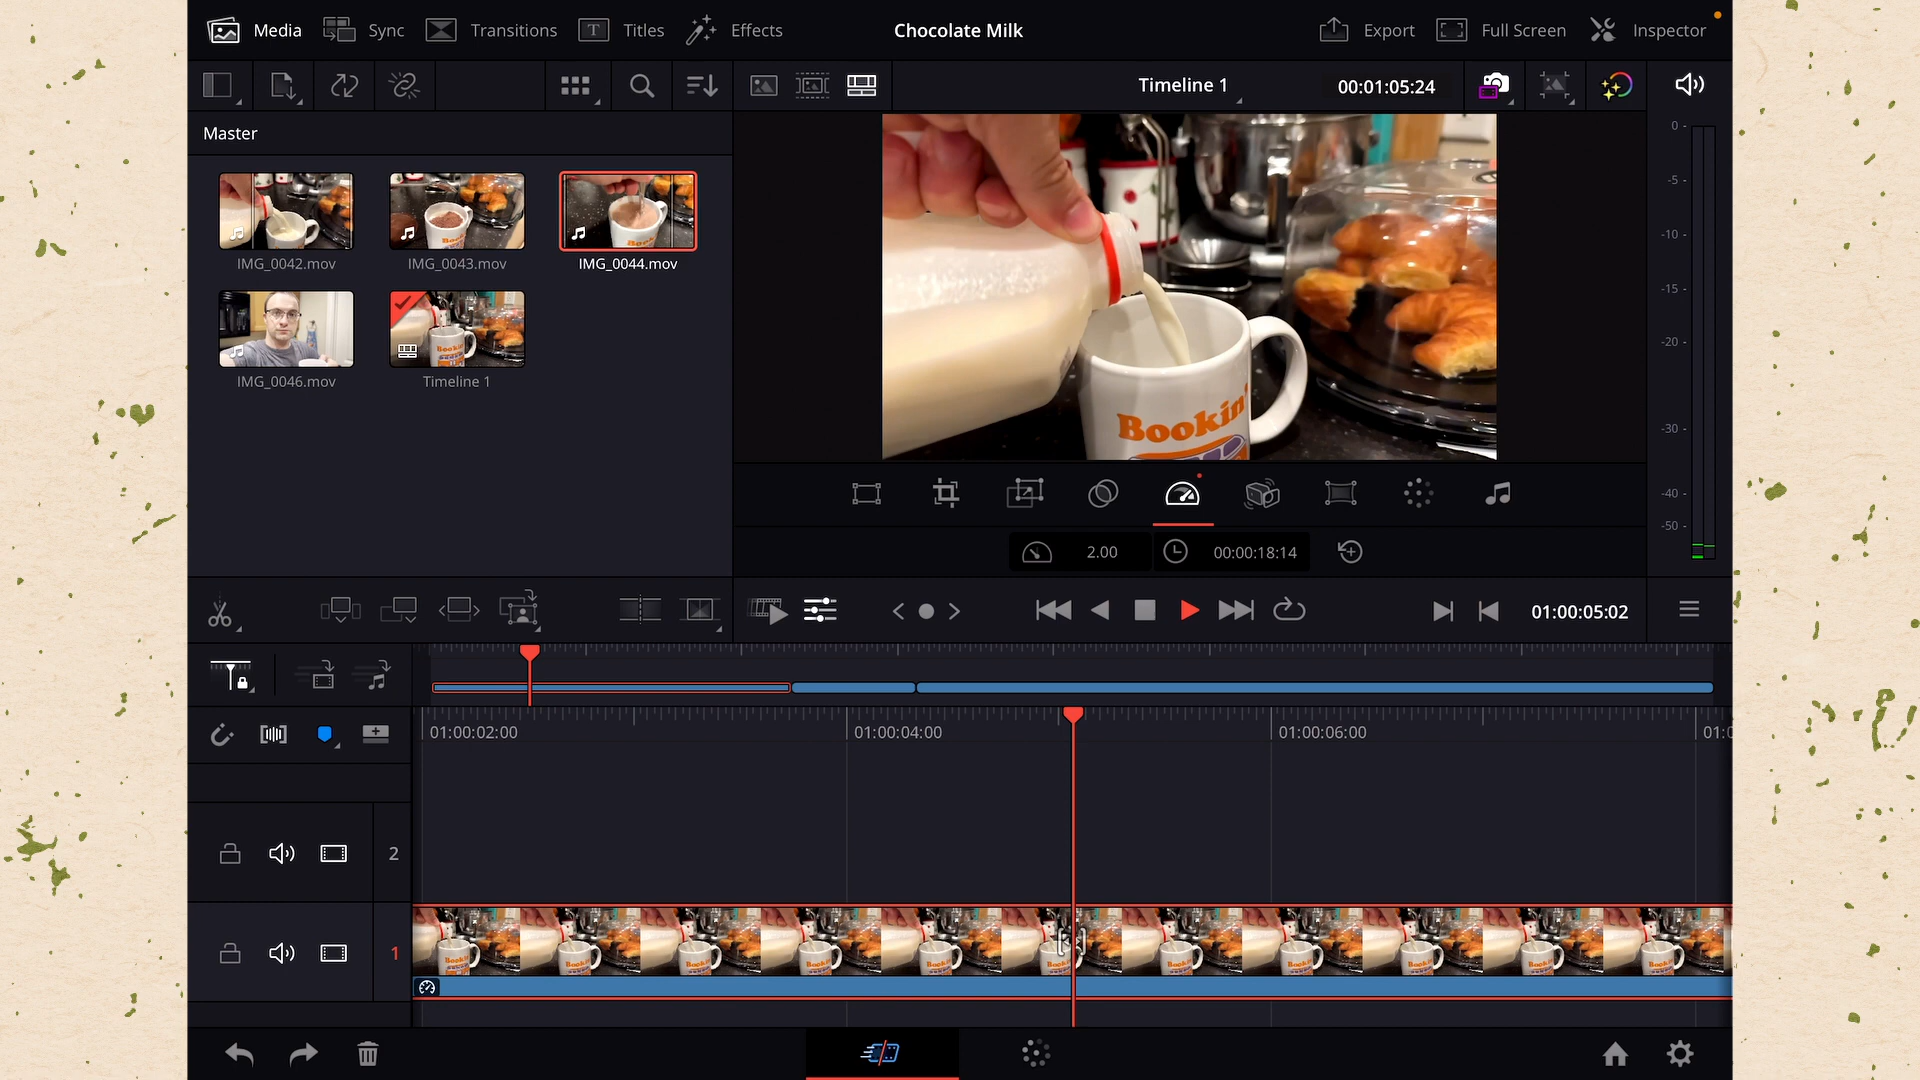 Media Sync Transitions Titles Effects Chocolate Milk Export Full Screen Inspector
Timeline 1 00:01:05:24
Master
IMG_0042.mov IMG_0043.mov IMG_0044.mov
IMG_0046.mov Timeline 1
Bookin'
0
-5
-10
-15
-20
-30
-40
-50
2.00 00:00:18:14
01:00:05:02
01:00:02:00 01:00:04:00 01:00:06:00 01:0
2
1